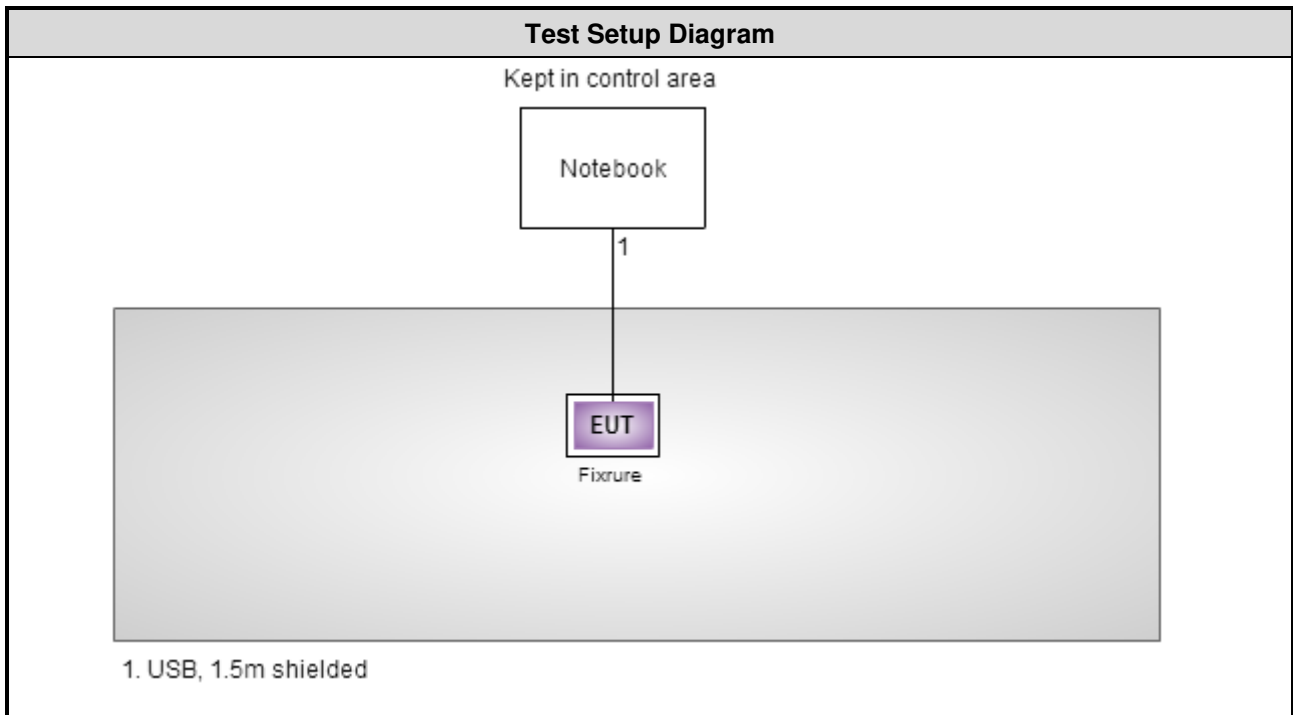 Test Setup Diagram
Kept in control area
Notebook
1
EUT
Fixrure
1. USB, 1.5m shielded